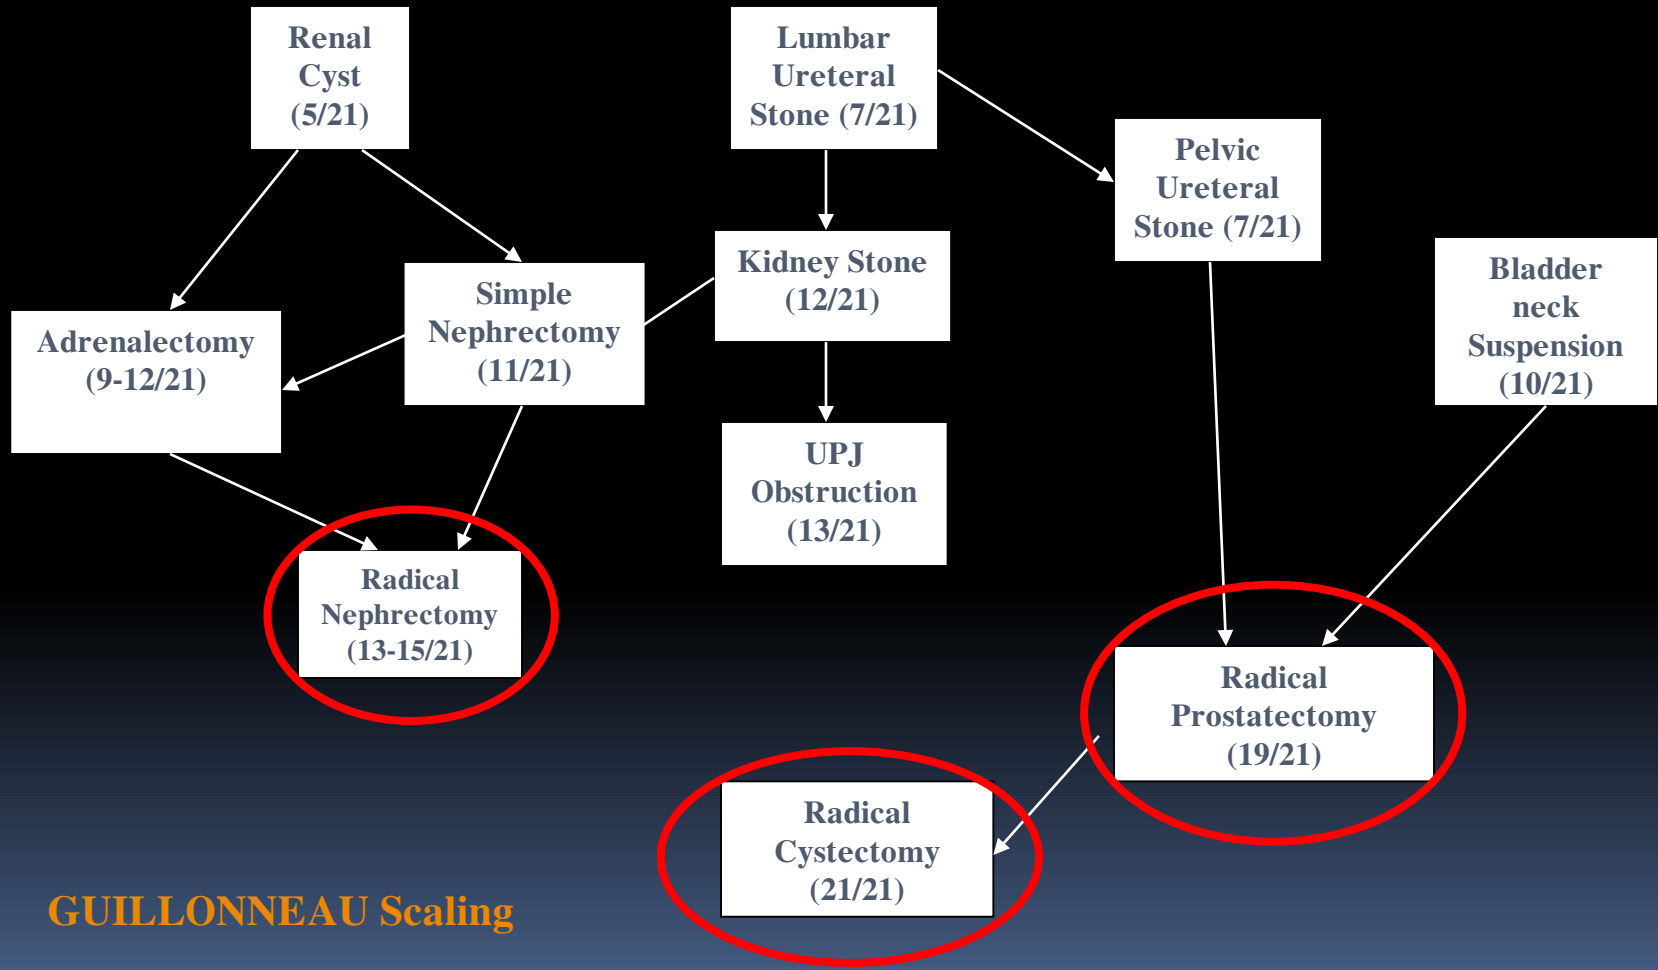 Renal
Cyst
(5/21)
Lumbar
Ureteral
Stone (7/21)
Pelvic
Ureteral
Stone (7/21)
Kidney Stone
(12/21)
Bladder
neck
Suspension
(10/21)
Simple
Nephrectomy
(11/21)
Adrenalectomy
(9-12/21)
UPJ
Obstruction
(13/21)
Radical
Nephrectomy
(13-15/21)
Radical
Prostatectomy
(19/21)
Radical
Cystectomy
(21/21)
GUILLONNEAU Scaling